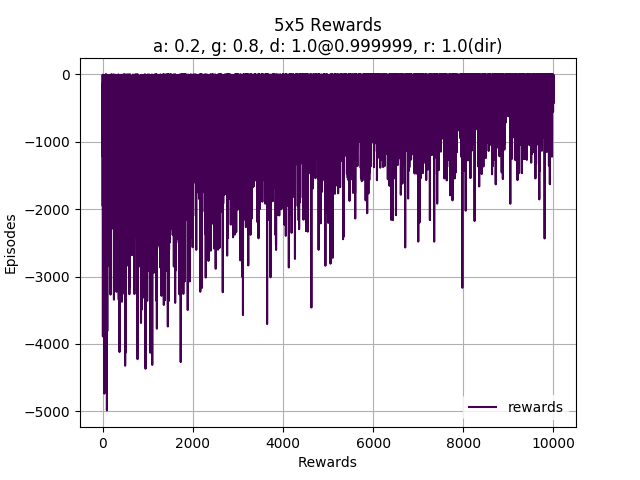 5x5 Rewards
a: 0.2, g: 0.8, d: 1.0@0.999999, r: 1.0(dir)
0
−1000
−2000
−3000
−4000
−5000
Episodes
rewards
0 2000 4000 6000 8000 10000
Rewards